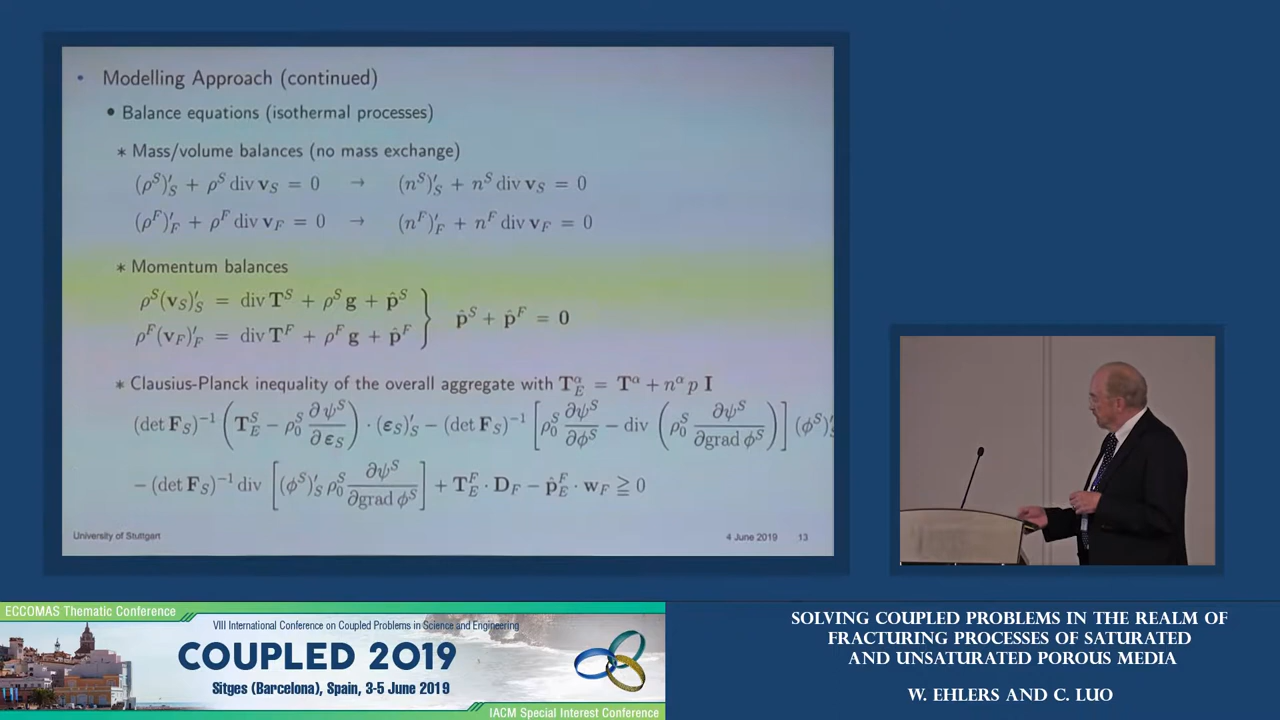 • Modelling Approach (continued)
• Balance equations (isothermal processes)
∗ Mass/volume balances (no mass exchange)
(ρ^S)′_S + ρ^S div v_S = 0 → (n^S)′_S + n^S div v_S = 0
(ρ^F)′_F + ρ^F div v_F = 0 → (n^F)′_F + n^F div v_F = 0
∗ Momentum balances
ρ^S(v_S)′_S = div T^S + ρ^S g + p̂^S
ρ^F(v_F)′_F = div T^F + ρ^F g + p̂^F } p̂^S + p̂^F = 0
∗ Clausius-Planck inequality of the overall aggregate with T^α_E = T^α + n^α p I
(det F_S)^−1 (T^S_E − ρ^S_0 ∂ψ^S/∂ε_S) · (ε_S)′_S − (det F_S)^−1 [ρ^S_0 ∂ψ^S/∂φ^S − div (ρ^S_0 ∂ψ^S/∂grad φ^S)] (φ^S)′_S
− (det F_S)^−1 div [(φ^S)′_S ρ^S_0 ∂ψ^S/∂grad φ^S] + T^F_E · D_F − p̂^F_E · w_F ≧ 0
University of Stuttgart
4 June 2019 13
ECCOMAS Thematic Conference
VIII International Conference on Coupled Problems in Science and Engineering
COUPLED 2019
Sitges (Barcelona), Spain, 3-5 June 2019
IACM Special Interest Conference
SOLVING COUPLED PROBLEMS IN THE REALM OF
FRACTURING PROCESSES OF SATURATED
AND UNSATURATED POROUS MEDIA
W. EHLERS AND C. LUO